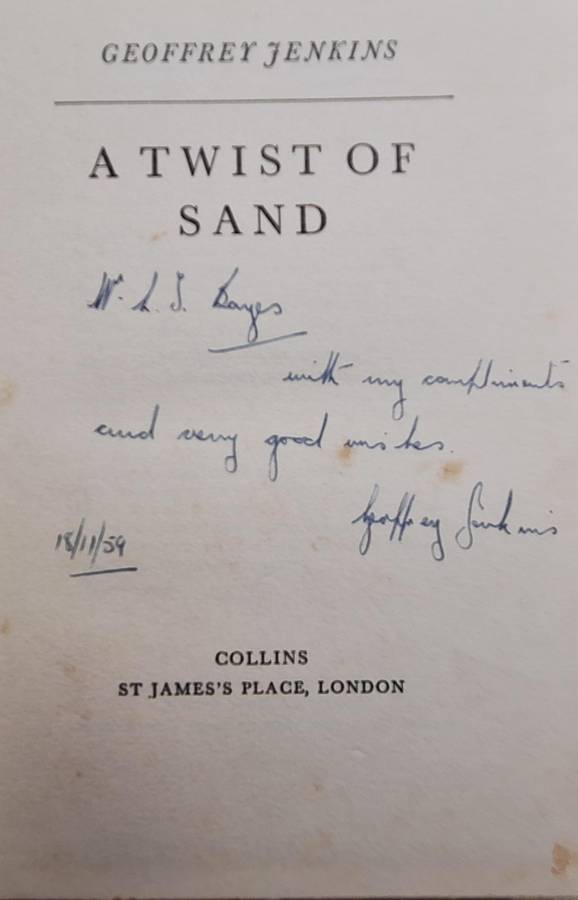 GEOFFREY JENKINS
A TWIST OF
SAND
L. J. Bayes
with my compliments
and very good wishes.
Geoffrey Jenkins
18/11/59
COLLINS
ST JAMES'S PLACE, LONDON